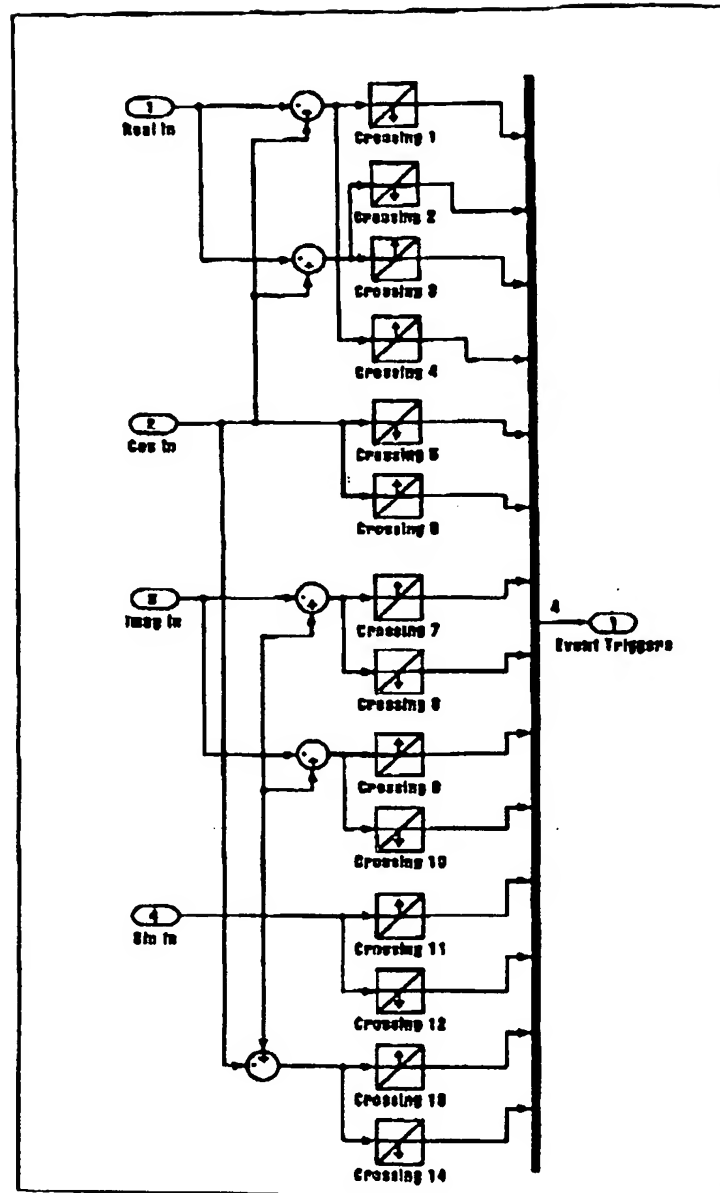 1
Real in
Crossing 1
Crossing 2
Crossing 3
Crossing 4
2
Cos in
Crossing 5
Crossing 6
3
Imag in
Crossing 7
Crossing 8
4
1
Event Triggers
Crossing 9
Crossing 10
4
Sin in
Crossing 11
Crossing 12
Crossing 13
Crossing 14